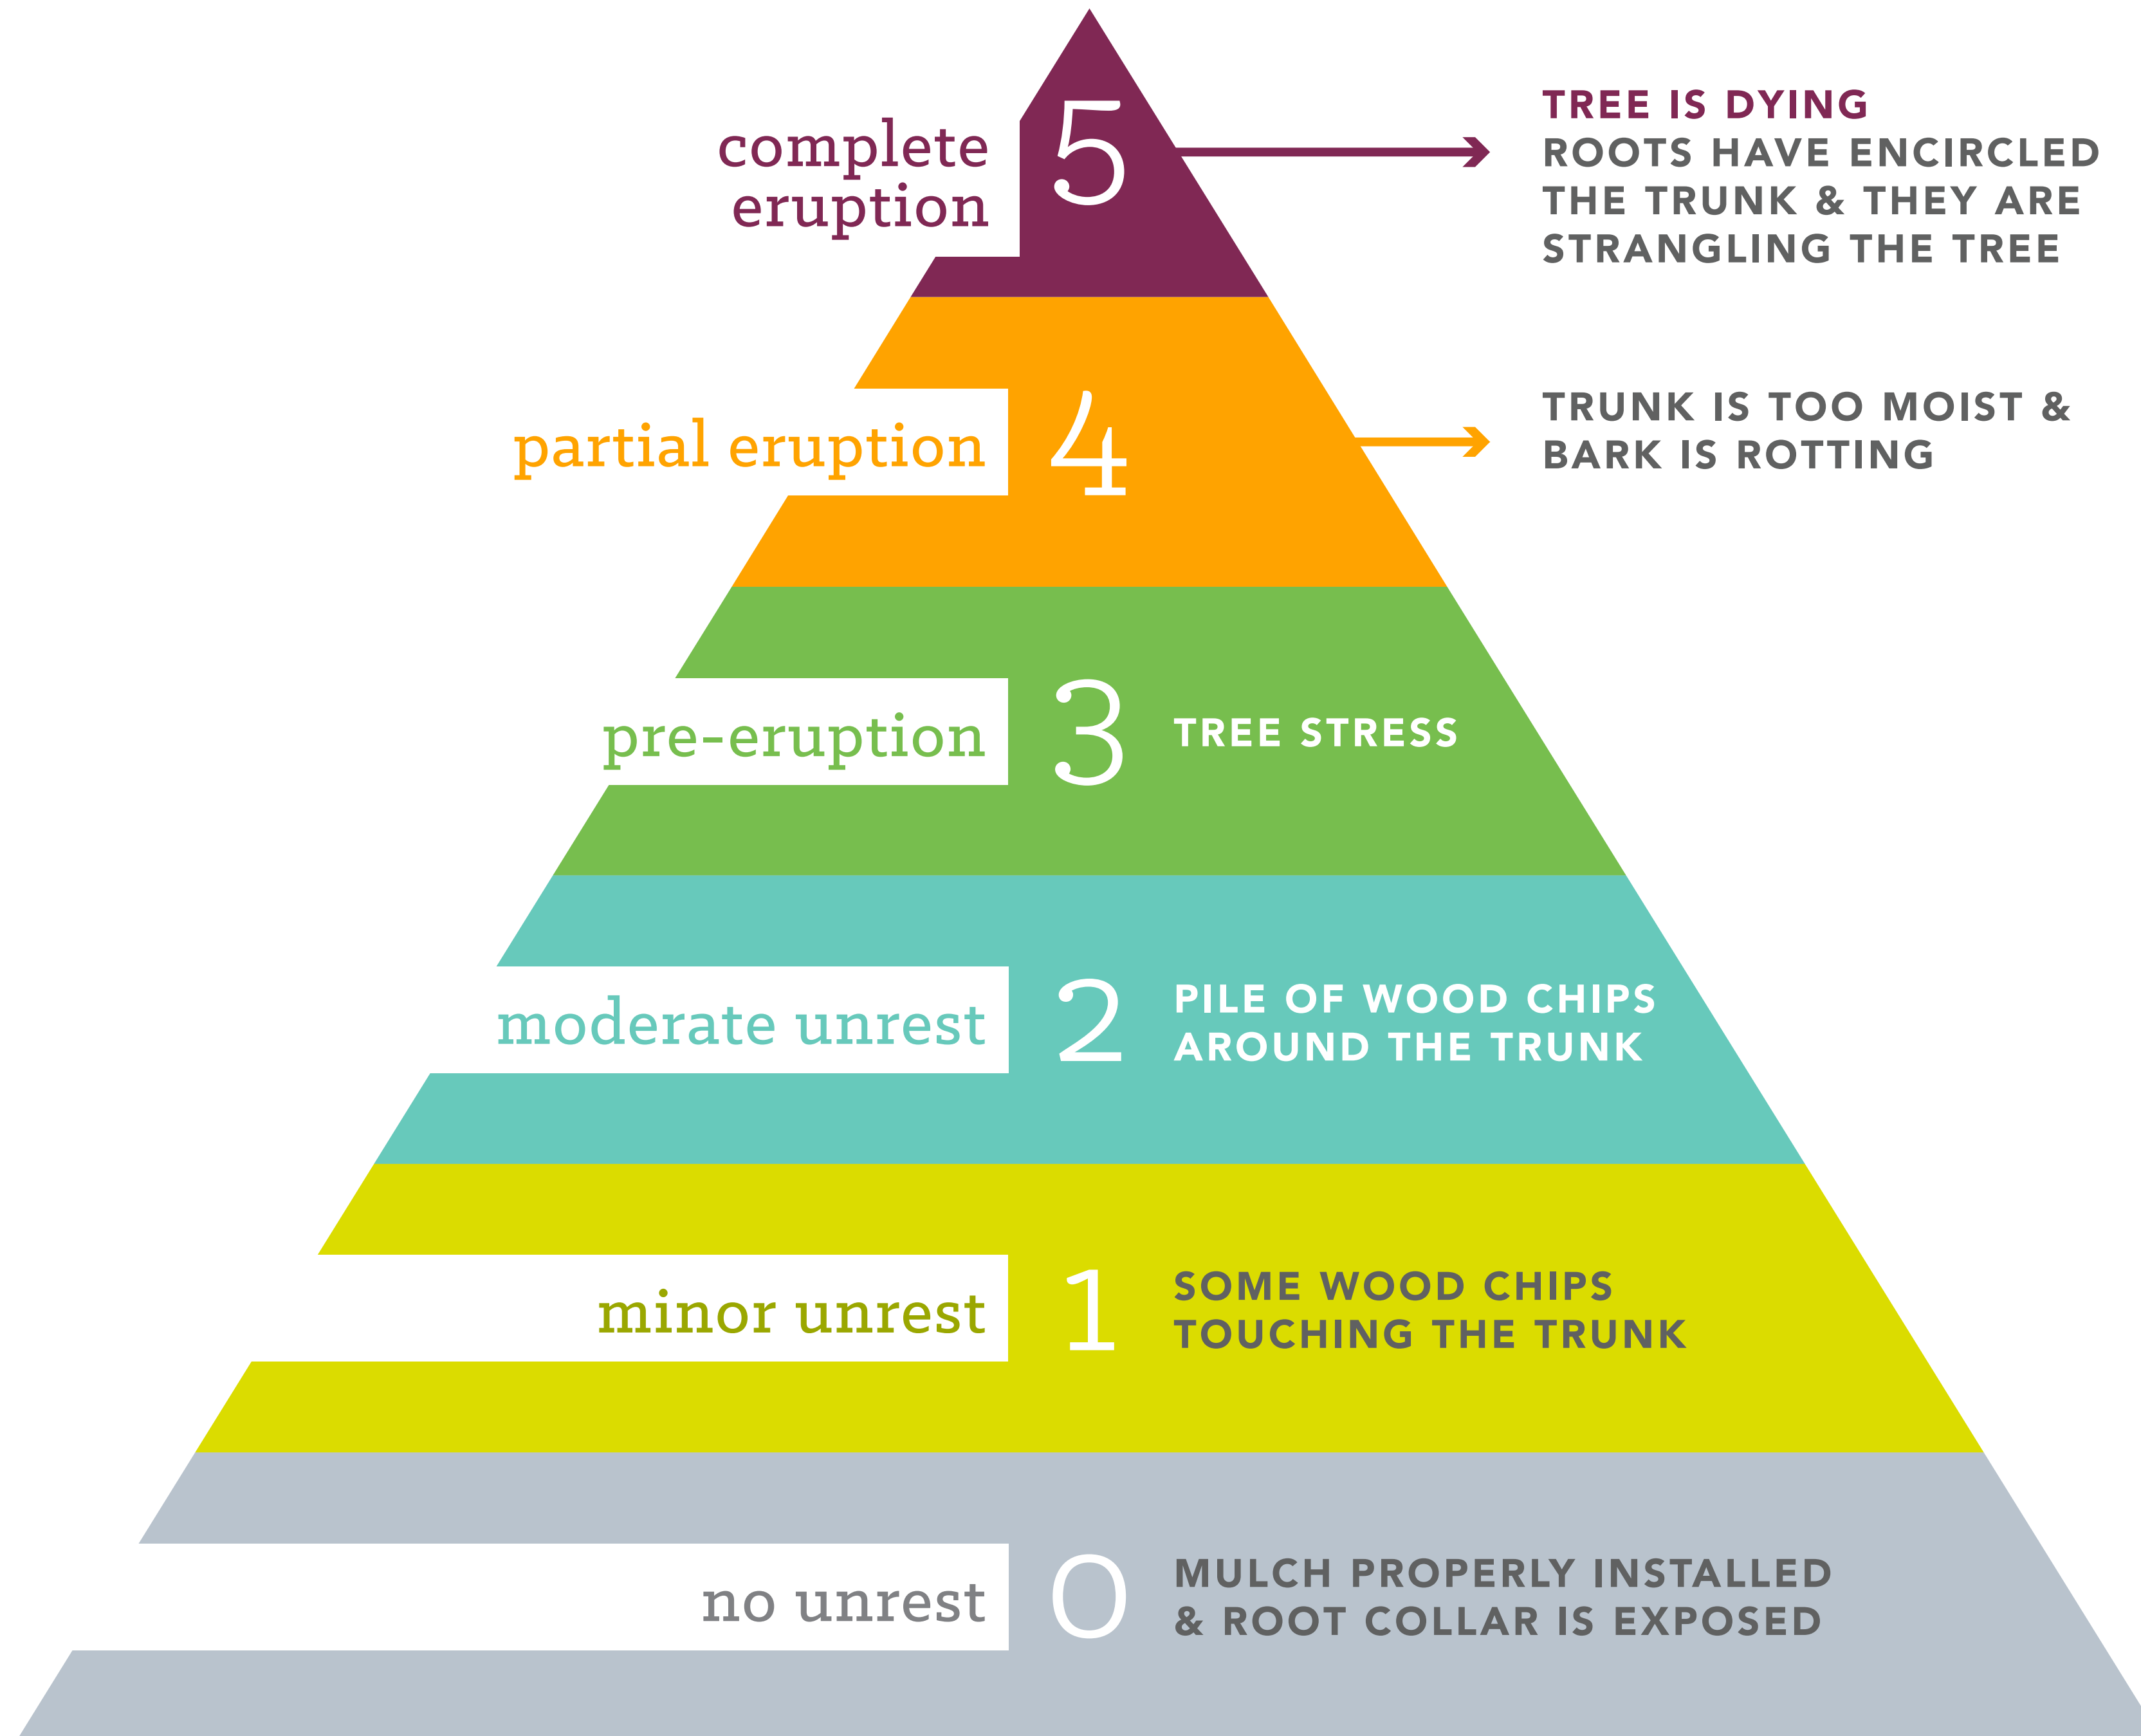 complete
eruption
5
TREE IS DYING
ROOTS HAVE ENCIRCLED
THE TRUNK & THEY ARE
STRANGLING THE TREE
partial eruption
4
TRUNK IS TOO MOIST &
BARK IS ROTTING
pre-eruption
3
TREE STRESS
moderate unrest
2
PILE OF WOOD CHIPS
AROUND THE TRUNK
minor unrest
1
SOME WOOD CHIPS
TOUCHING THE TRUNK
no unrest
0
MULCH PROPERLY INSTALLED
& ROOT COLLAR IS EXPOSED